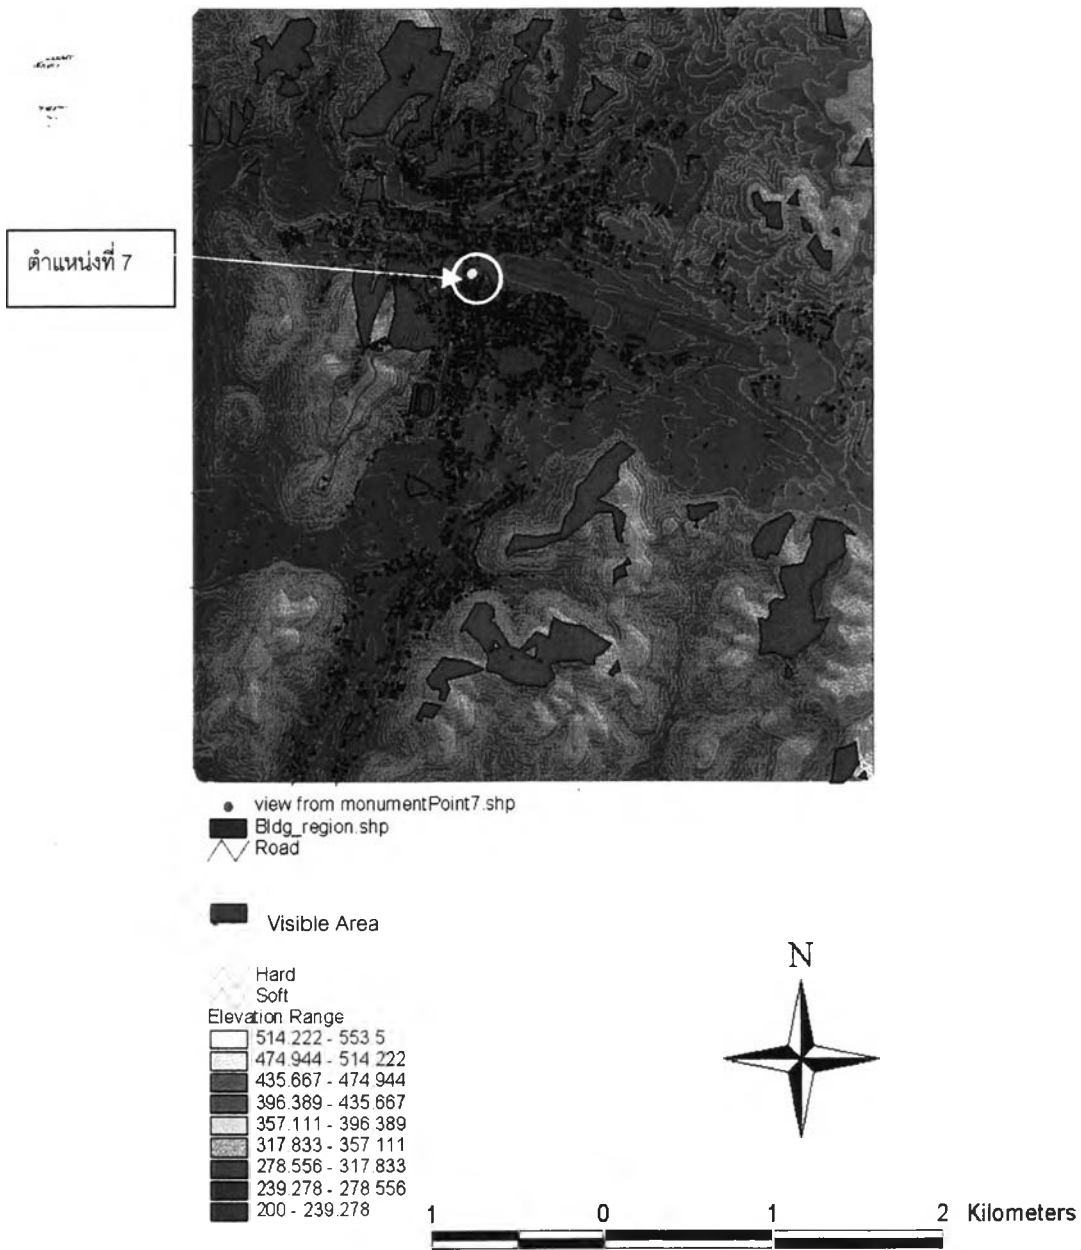 ตำแหน่งที่ 7
view from monumentPoint7.shp
Bldg_region.shp
Road
Visible Area
Hard
Soft
Elevation Range
514.222 - 553.5
474.944 - 514.222
435.667 - 474.944
396.389 - 435.667
357.111 - 396.389
317.833 - 357.111
278.556 - 317.833
239.278 - 278.556
200 - 239.278
N
1 0 1 2 Kilometers